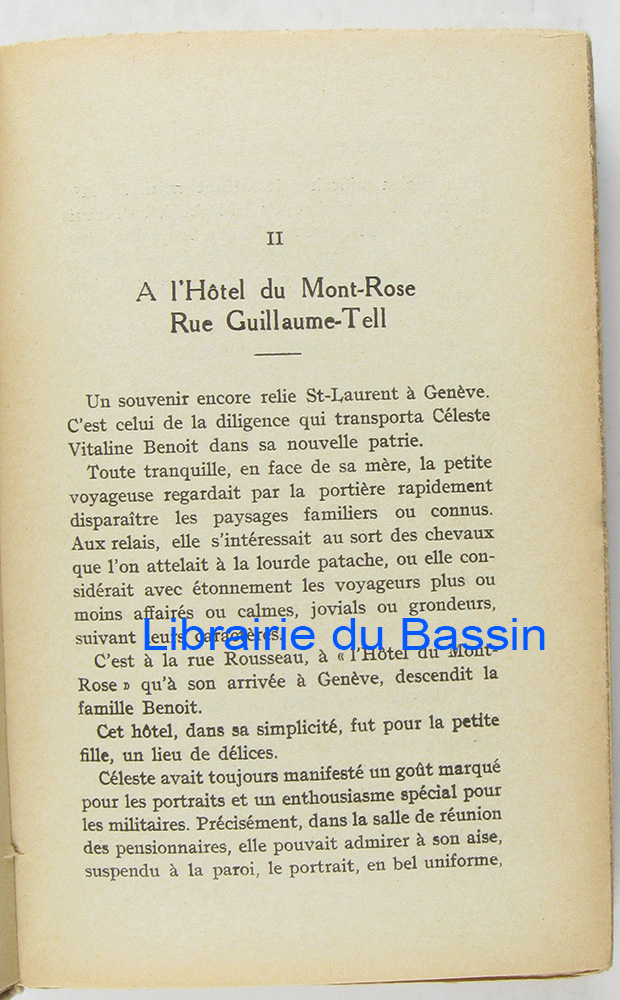 II
A l'Hôtel du Mont-Rose
Rue Guillaume-Tell
Un souvenir encore relie St-Laurent à Genève.
C'est celui de la diligence qui transporta Céleste
Vitaline Benoit dans sa nouvelle patrie.
Toute tranquille, en face de sa mère, la petite
voyageuse regardait par la portière rapidement
disparaître les paysages familiers ou connus.
Aux relais, elle s'intéressait au sort des chevaux
que l'on attelait à la lourde patache, ou elle con-
sidérait avec étonnement les voyageurs plus ou
moins affairés ou calmes, jovials ou grondeurs,
suivant leurs caractères.
Librairie du Bassin
C'est à la rue Rousseau, à « l'Hôtel du Mont-
Rose » qu'à son arrivée à Genève, descendit la
famille Benoit.
Cet hôtel, dans sa simplicité, fut pour la petite
fille, un lieu de délices.
Céleste avait toujours manifesté un goût marqué
pour les portraits et un enthousiasme spécial pour
les militaires. Précisément, dans la salle de réunion
des pensionnaires, elle pouvait admirer à son aise,
suspendu à la paroi, le portrait, en bel uniforme,